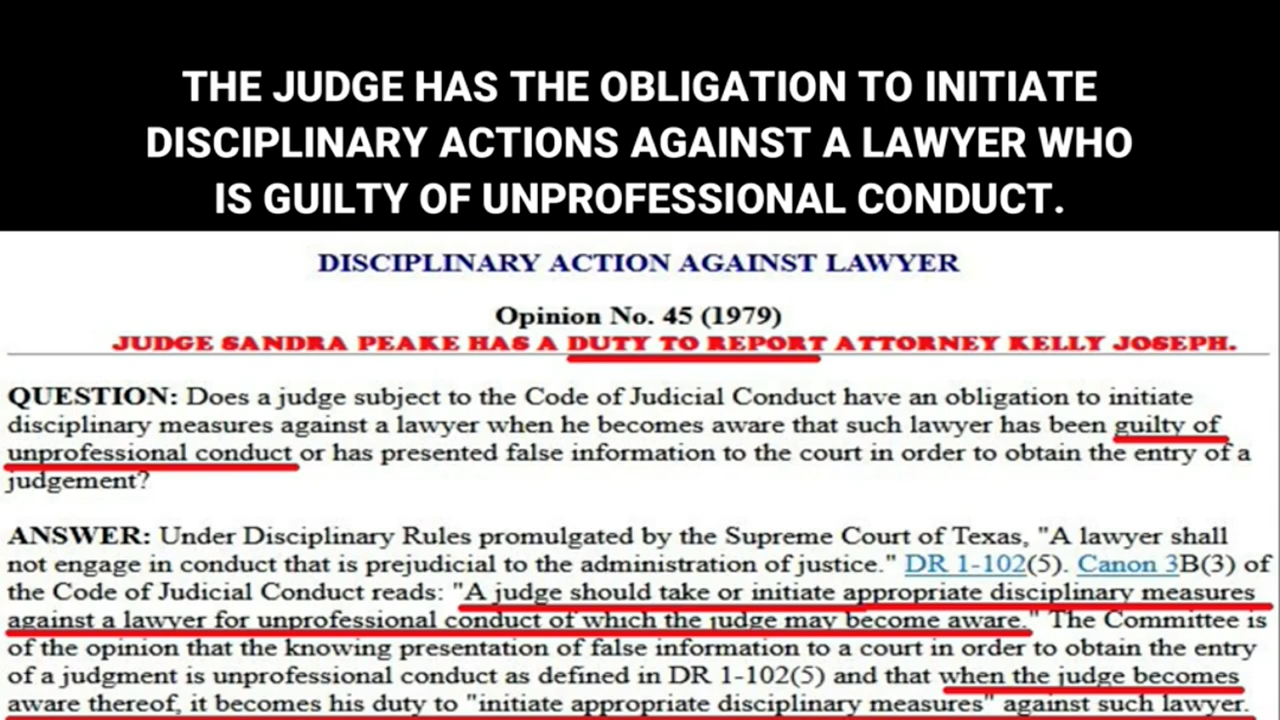 THE JUDGE HAS THE OBLIGATION TO INITIATE
DISCIPLINARY ACTIONS AGAINST A LAWYER WHO
IS GUILTY OF UNPROFESSIONAL CONDUCT.
DISCIPLINARY ACTION AGAINST LAWYER
Opinion No. 45 (1979)
JUDGE SANDRA PEAKE HAS A DUTY TO REPORT ATTORNEY KELLY JOSEPH.
QUESTION: Does a judge subject to the Code of Judicial Conduct have an obligation to initiate
disciplinary measures against a lawyer when he becomes aware that such lawyer has been guilty of
unprofessional conduct or has presented false information to the court in order to obtain the entry of a
judgement?
ANSWER: Under Disciplinary Rules promulgated by the Supreme Court of Texas, "A lawyer shall
not engage in conduct that is prejudicial to the administration of justice." DR 1-102(5). Canon 3B(3) of
the Code of Judicial Conduct reads: "A judge should take or initiate appropriate disciplinary measures
against a lawyer for unprofessional conduct of which the judge may become aware." The Committee is
of the opinion that the knowing presentation of false information to a court in order to obtain the entry
of a judgment is unprofessional conduct as defined in DR 1-102(5) and that when the judge becomes
aware thereof, it becomes his duty to "initiate appropriate disciplinary measures" against such lawyer.